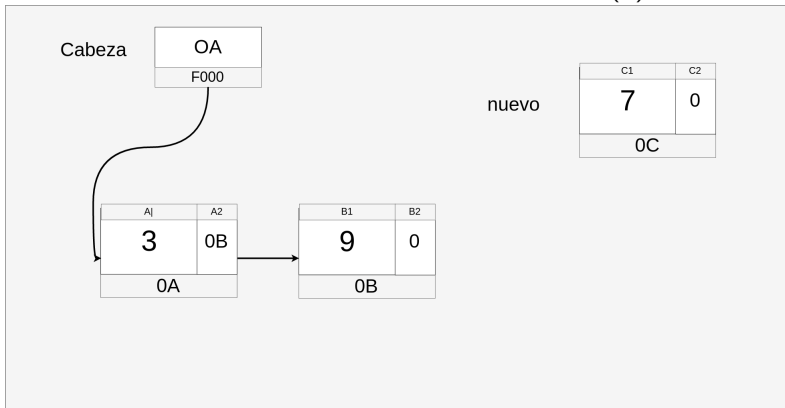 Cabeza
OA
F000
C1 C2
nuevo
7 0
0C
A| A2
3 0B
0A
B1 B2
9 0
0B